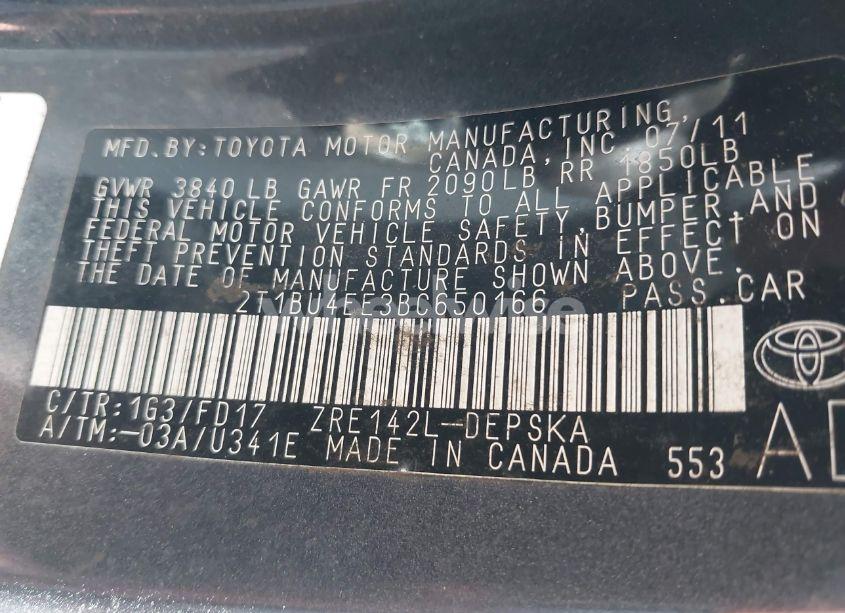 MFD.BY:TOYOTA MOTOR MANUFACTURING,
CANADA, INC. 07/11
GVWR 3840 LB GAWR FR 2090LB, RR 1850LB
THIS VEHICLE CONFORMS TO ALL APPLICABLE
FEDERAL MOTOR VEHICLE SAFETY, BUMPER, AND
THEFT PREVENTION STANDARDS IN EFFECT ON
THE DATE OF MANUFACTURE SHOWN ABOVE.
2T1BU4EE3BC650166 PASS.CAR
C/TR:1G3/FD17 ZRE142L-DEPSKA
A/TM:-03A/U341E MADE IN CANADA 553